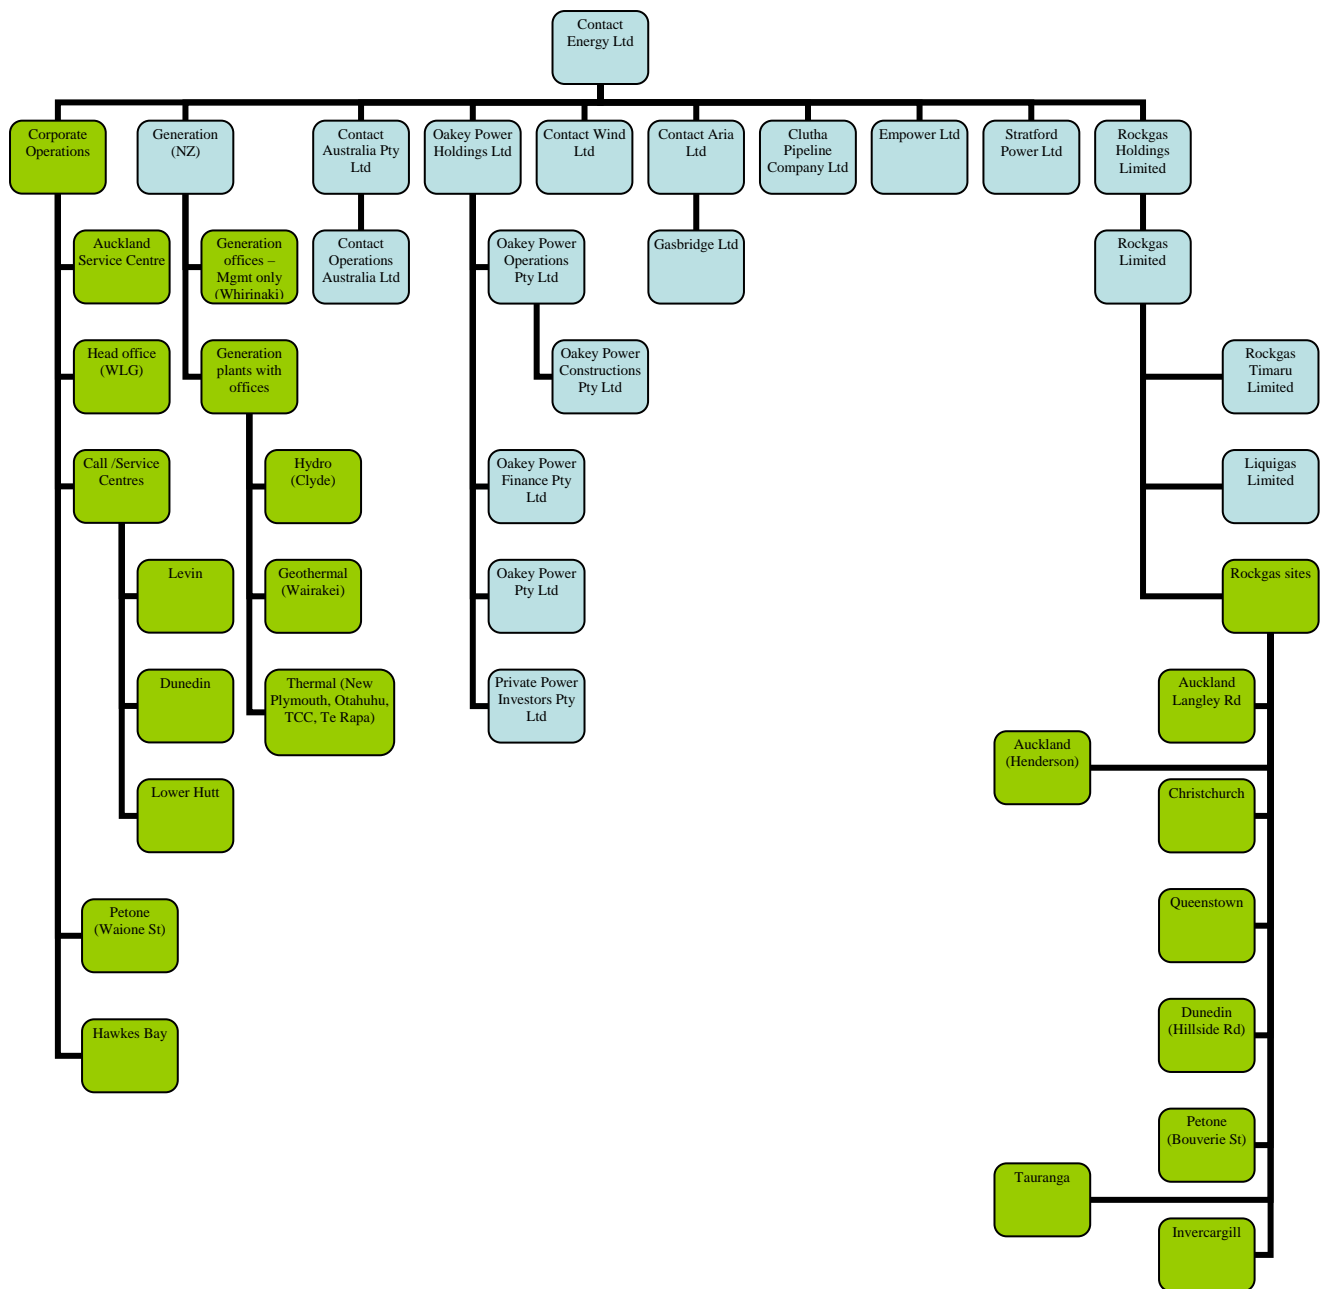 Contact
Energy Ltd
Corporate
Operations
Generation
(NZ)
Contact
Australia Pty
Ltd
Oakey Power
Holdings Ltd
Contact Wind
Ltd
Contact Aria
Ltd
Clutha
Pipeline
Company Ltd
Empower Ltd
Stratford
Power Ltd
Rockgas
Holdings
Limited
Auckland
Service Centre
Generation
offices –
Mgmt only
(Whirinaki)
Contact
Operations
Australia Ltd
Oakey Power
Operations
Pty Ltd
Gasbridge Ltd
Rockgas
Limited
Head office
(WLG)
Generation
plants with
offices
Oakey Power
Constructions
Pty Ltd
Rockgas
Timaru
Limited
Call /Service
Centres
Hydro
(Clyde)
Oakey Power
Finance Pty
Ltd
Liquigas
Limited
Levin
Geothermal
(Wairakei)
Oakey Power
Pty Ltd
Rockgas sites
Dunedin
Thermal (New
Plymouth, Otahuhu,
TCC, Te Rapa)
Private Power
Investors Pty
Ltd
Auckland
Langley Rd
Auckland
(Henderson)
Lower Hutt
Christchurch
Petone
(Waione St)
Queenstown
Hawkes Bay
Dunedin
(Hillside Rd)
Petone
(Bouverie St)
Tauranga
Invercargill